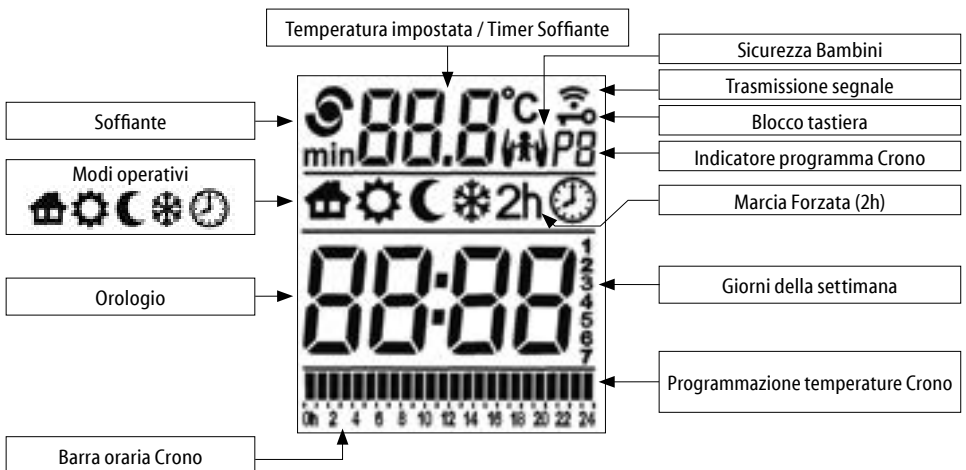 Temperatura impostata / Timer Soffiante
Sicurezza Bambini
Trasmissione segnale
Soffiante
88.8°C
Blocco tastiera
min
P8
Indicatore programma Crono
Modi operativi
2h
Marcia Forzata (2h)
Orologio
88:88
1
2
3
4
5
6
7
Giorni della settimana
Programmazione temperature Crono
0h 2 4 6 8 10 12 14 16 18 20 22 24
Barra oraria Crono